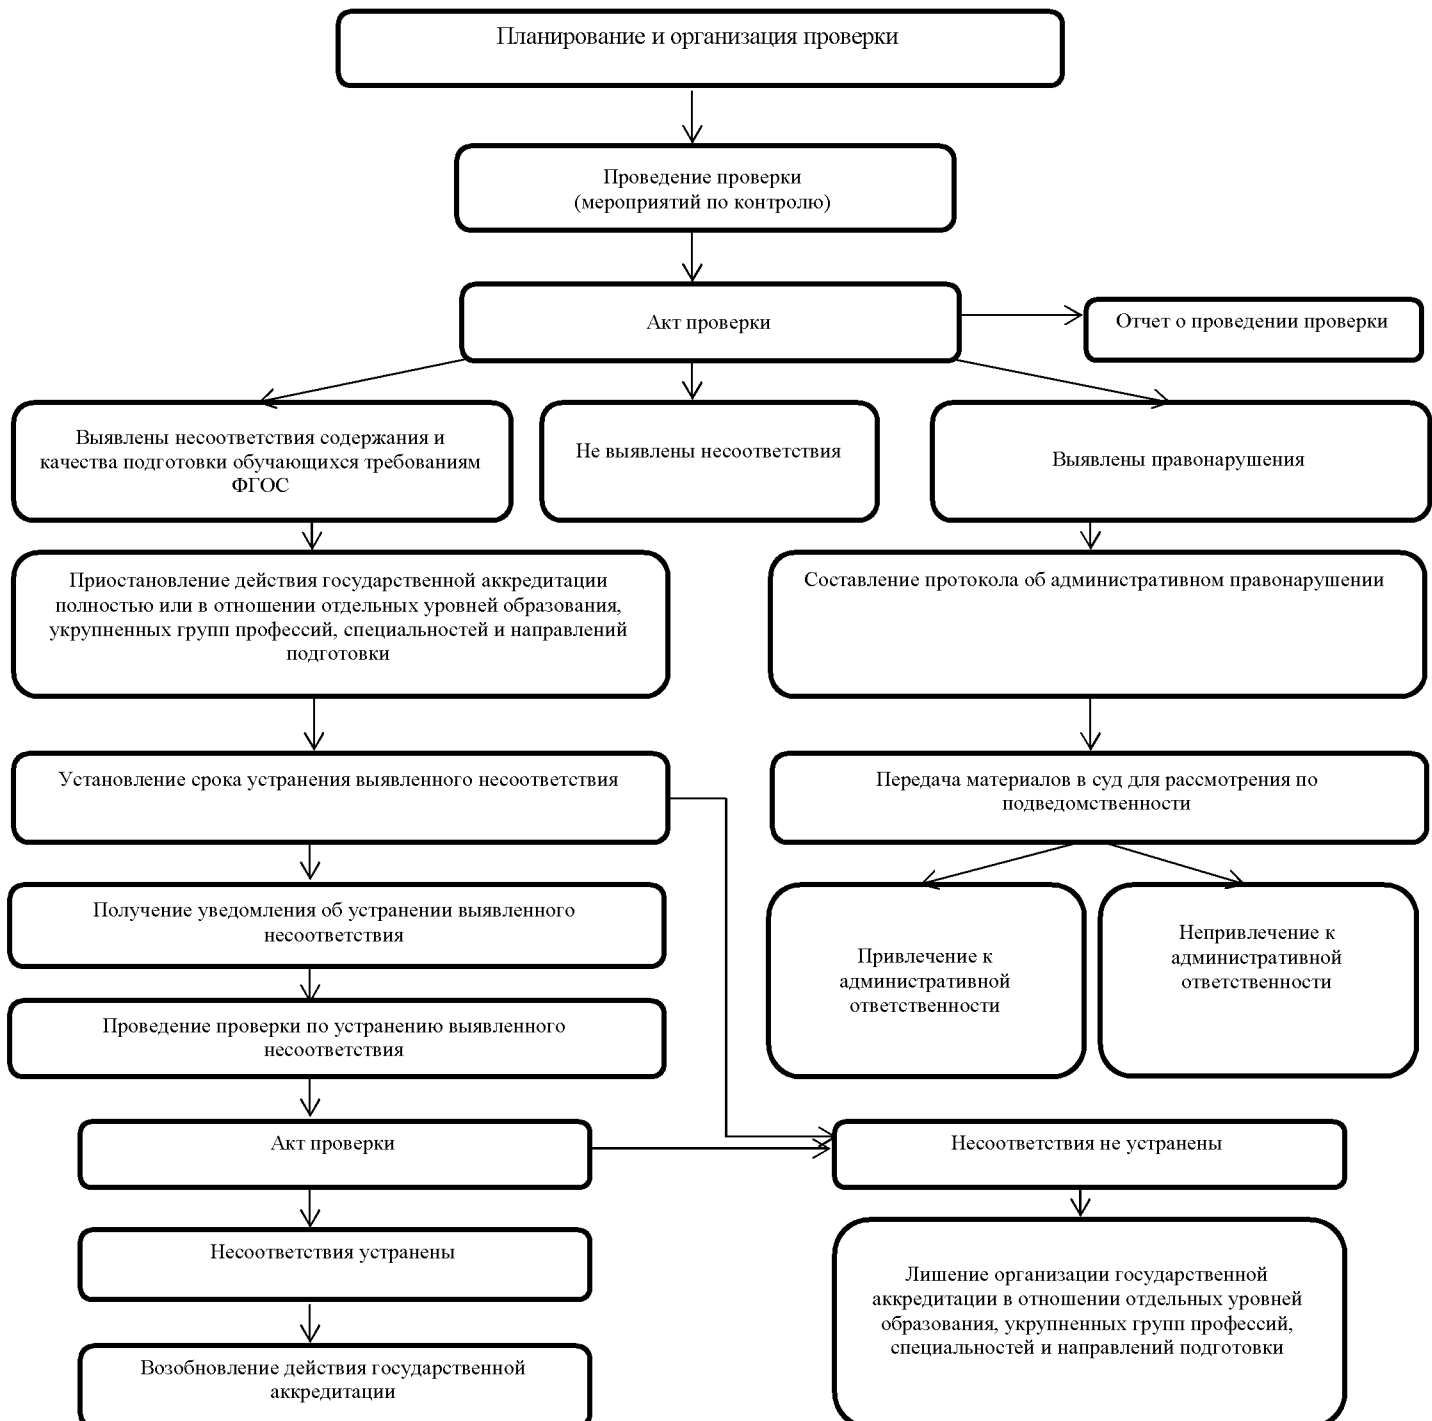 Планирование и организация проверки
Проведение проверки
(мероприятий по контролю)
Акт проверки
Отчет о проведении проверки
Выявлены несоответствия содержания и
качества подготовки обучающихся требованиям
ФГОС
Не выявлены несоответствия
Выявлены правонарушения
Приостановление действия государственной аккредитации
полностью или в отношении отдельных уровней образования,
укрупненных групп профессий, специальностей и направлений
подготовки
Составление протокола об административном правонарушении
Установление срока устранения выявленного несоответствия
Передача материалов в суд для рассмотрения по
подведомственности
Получение уведомления об устранении выявленного
несоответствия
Привлечение к
административной
ответственности
Непривлечение к
административной
ответственности
Проведение проверки по устранению выявленного
несоответствия
Акт проверки
Несоответствия не устранены
Несоответствия устранены
Лишение организации государственной
аккредитации в отношении отдельных уровней
образования, укрупненных групп профессий,
специальностей и направлений подготовки
Возобновление действия государственной
аккредитации